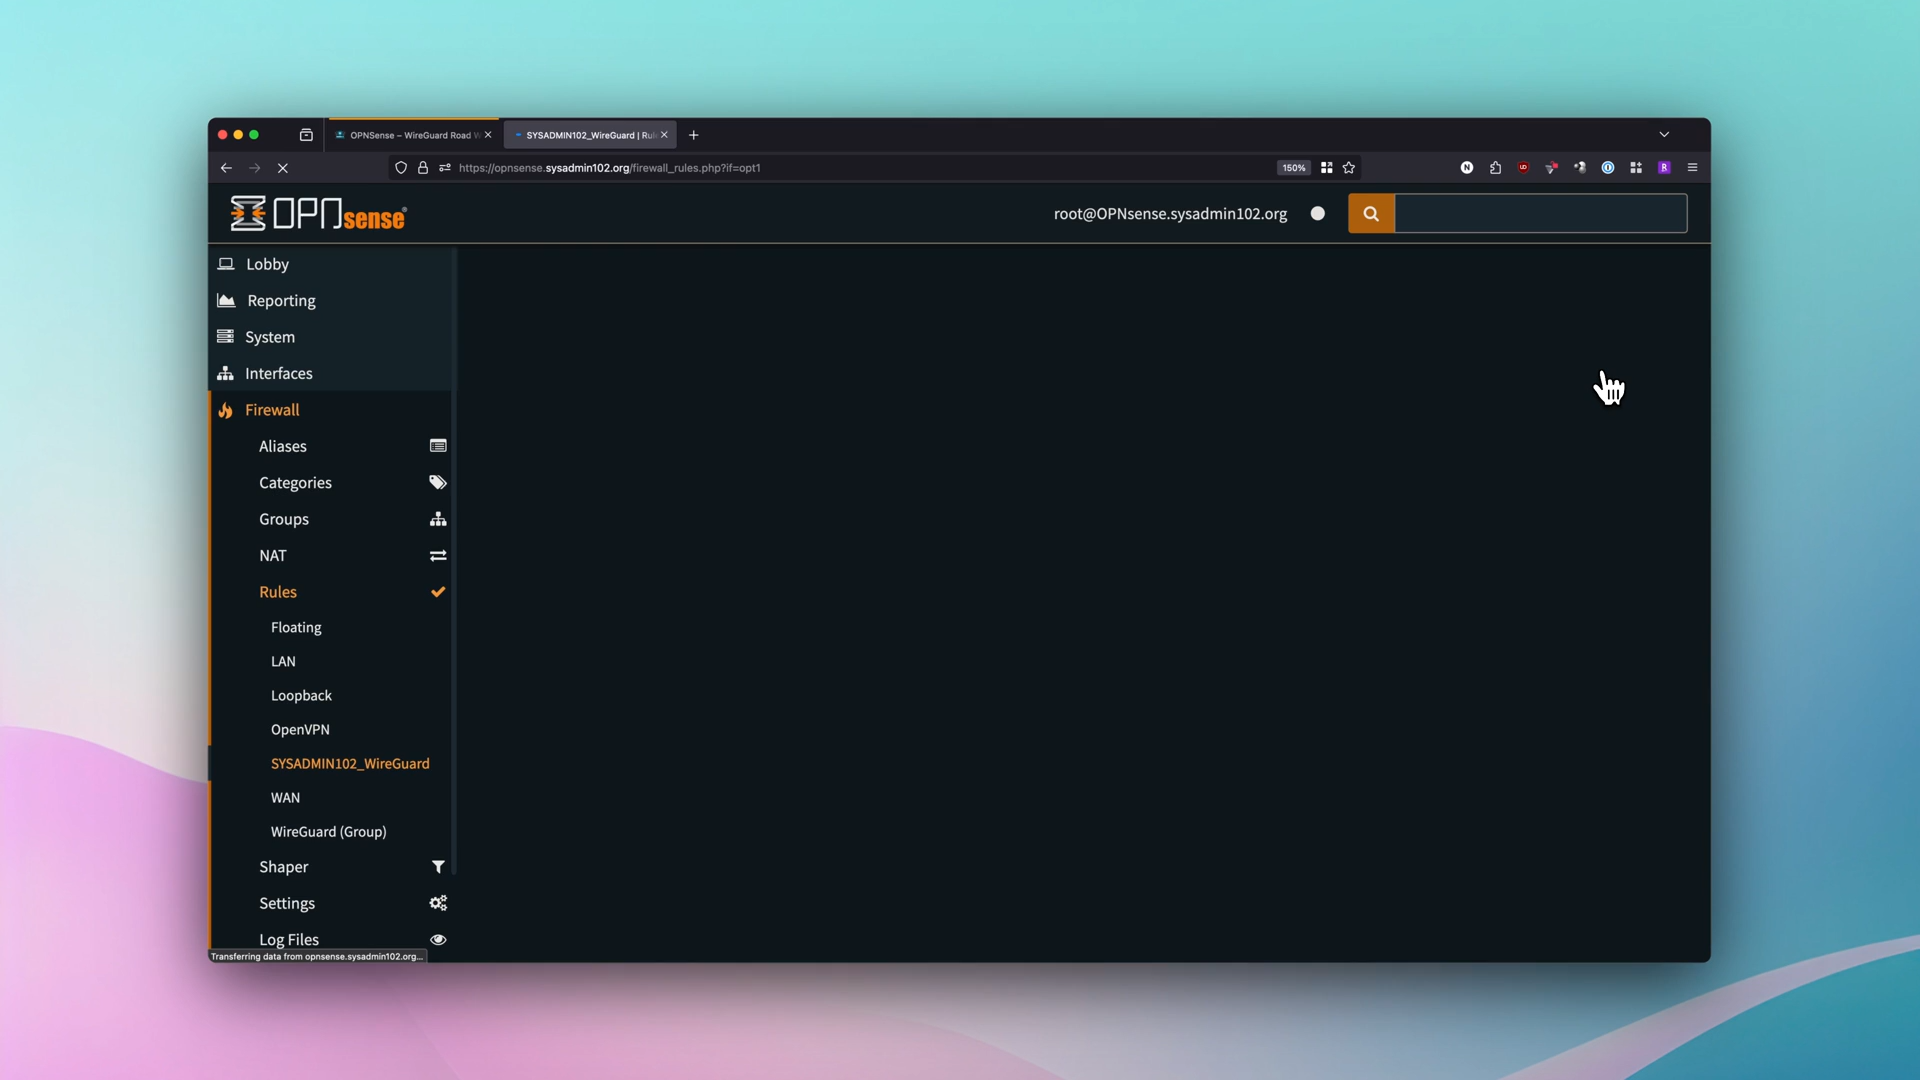 OPNSense – WireGuard Road W
SYSADMIN102_WireGuard | Rul
https://opnsense.sysadmin102.org/firewall_rules.php?if=opt1
150%
OPNsense
root@OPNsense.sysadmin102.org
Lobby
Reporting
System
Interfaces
Firewall
Aliases
Categories
Groups
NAT
Rules
Floating
LAN
Loopback
OpenVPN
SYSADMIN102_WireGuard
WAN
WireGuard (Group)
Shaper
Settings
Log Files
Transferring data from opnsense.sysadmin102.org...